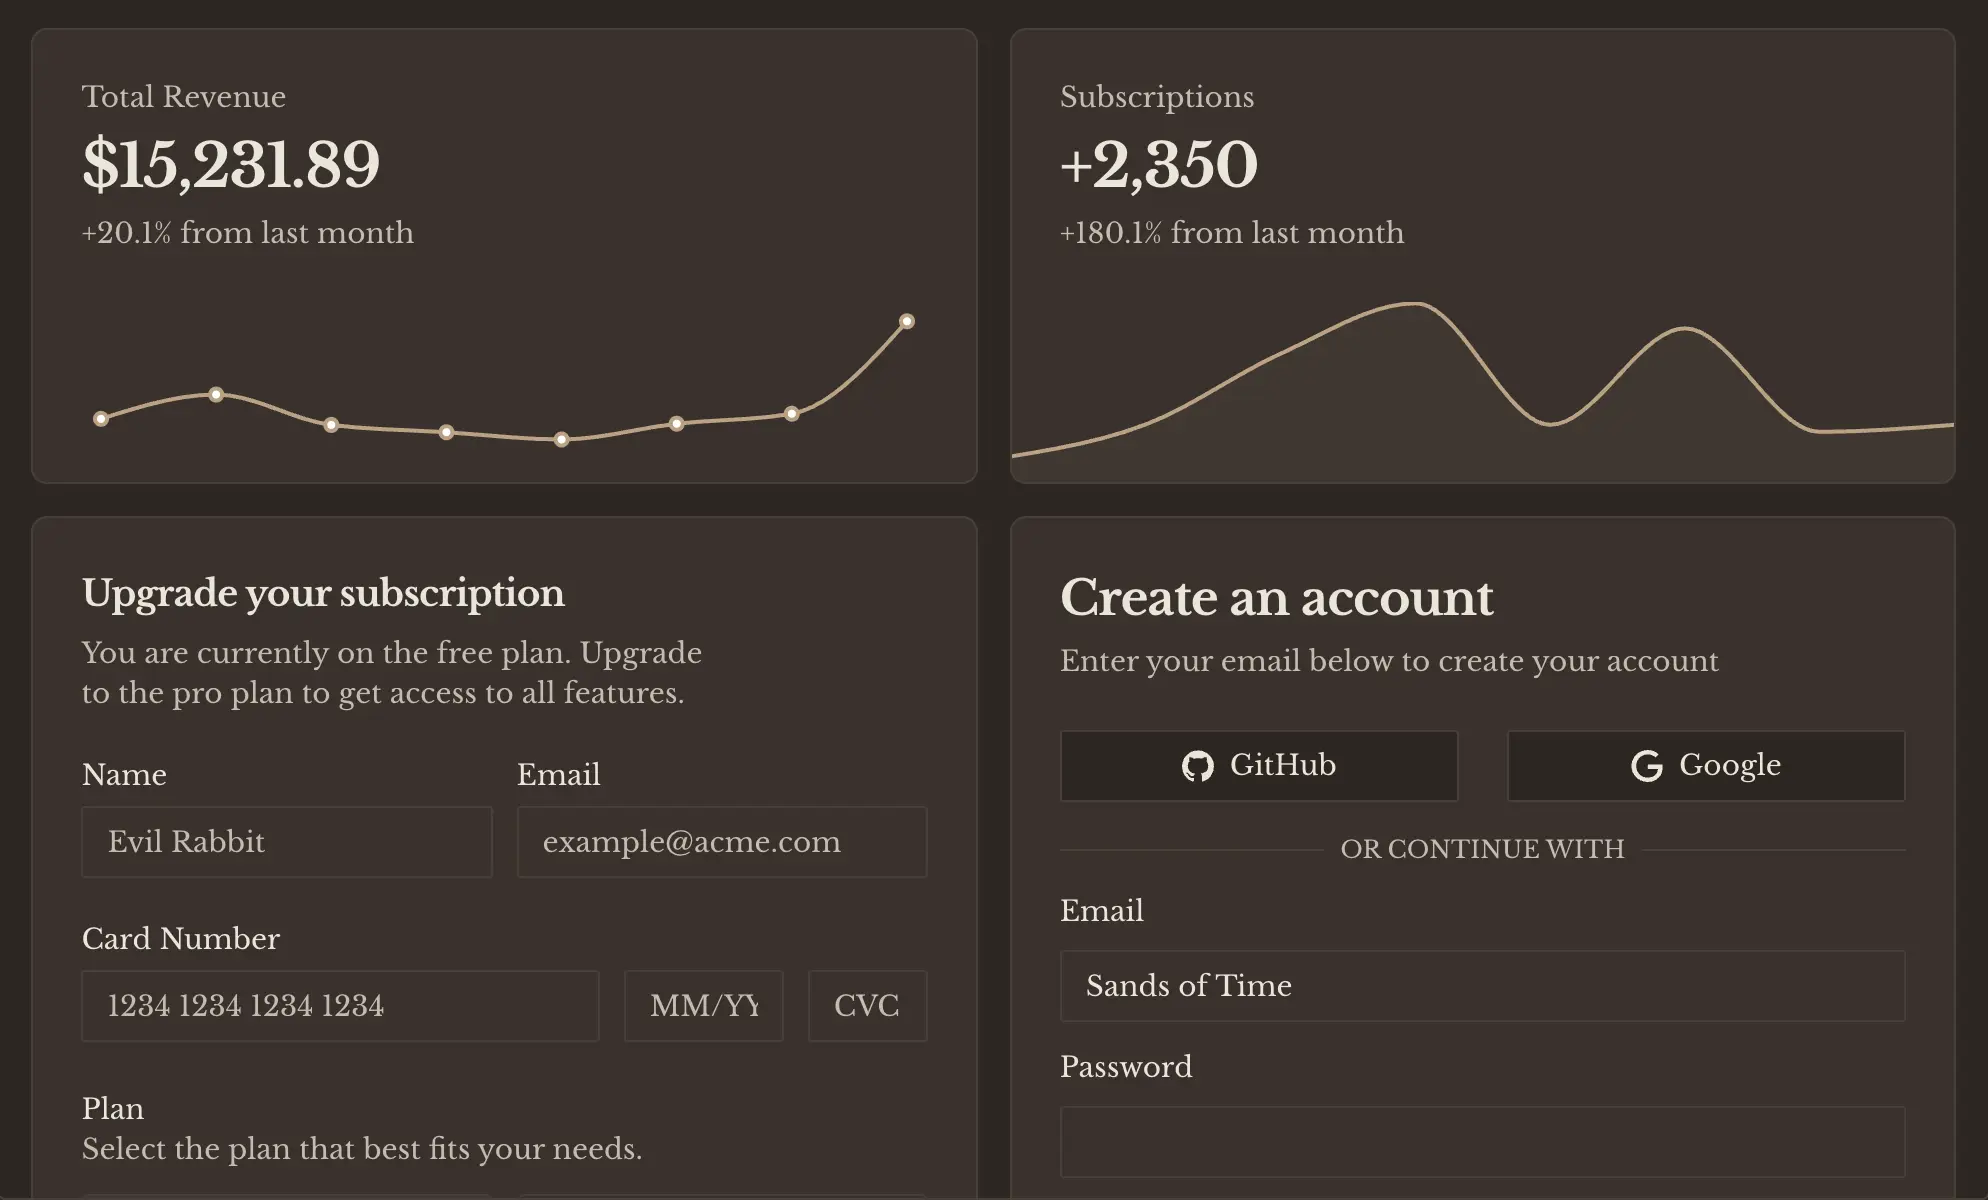 Total Revenue
$15,231.89
+20.1% from last month
Subscriptions
+2,350
+180.1% from last month
Upgrade your subscription
You are currently on the free plan. Upgrade
to the pro plan to get access to all features.
Name
Email
Evil Rabbit
example@acme.com
Card Number
1234 1234 1234 1234
MM/YY
CVC
Plan
Select the plan that best fits your needs.
Create an account
Enter your email below to create your account
GitHub
Google
OR CONTINUE WITH
Email
Sands of Time
Password